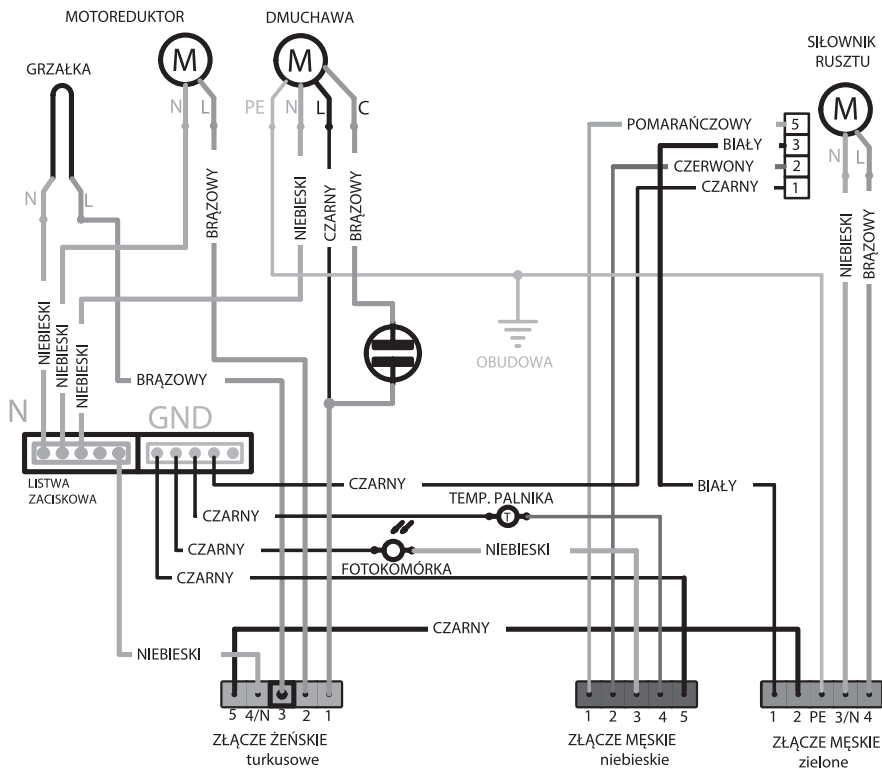 MOTOREDUKTOR
DMUCHAWA
SIŁOWNIK
RUSZTU
GRZAŁKA
M
M
M
N
L
PE
N
L
C
POMARAŃCZOWY
5
BIAŁY
3
CZERWONY
2
CZARNY
1
N
L
N
L
BRĄZOWY
NIEBIESKI
CZARNY
BRĄZOWY
NIEBIESKI
BRĄZOWY
NIEBIESKI
NIEBIESKI
NIEBIESKI
OBUDOWA
BRĄZOWY
N
GND
LISTWA
ZACISKOWA
CZARNY
BIAŁY
TEMP. PALNIKA
CZARNY
T
CZARNY
NIEBIESKI
FOTOKOMÓRKA
CZARNY
CZARNY
NIEBIESKI
5 4/N 3 2 1
1 2 3 4 5
1 2 PE 3/N 4
ZŁĄCZE ŻEŃSKIE
turkusowe
ZŁĄCZE MĘSKIE
niebieskie
ZŁĄCZE MĘSKIE
zielone